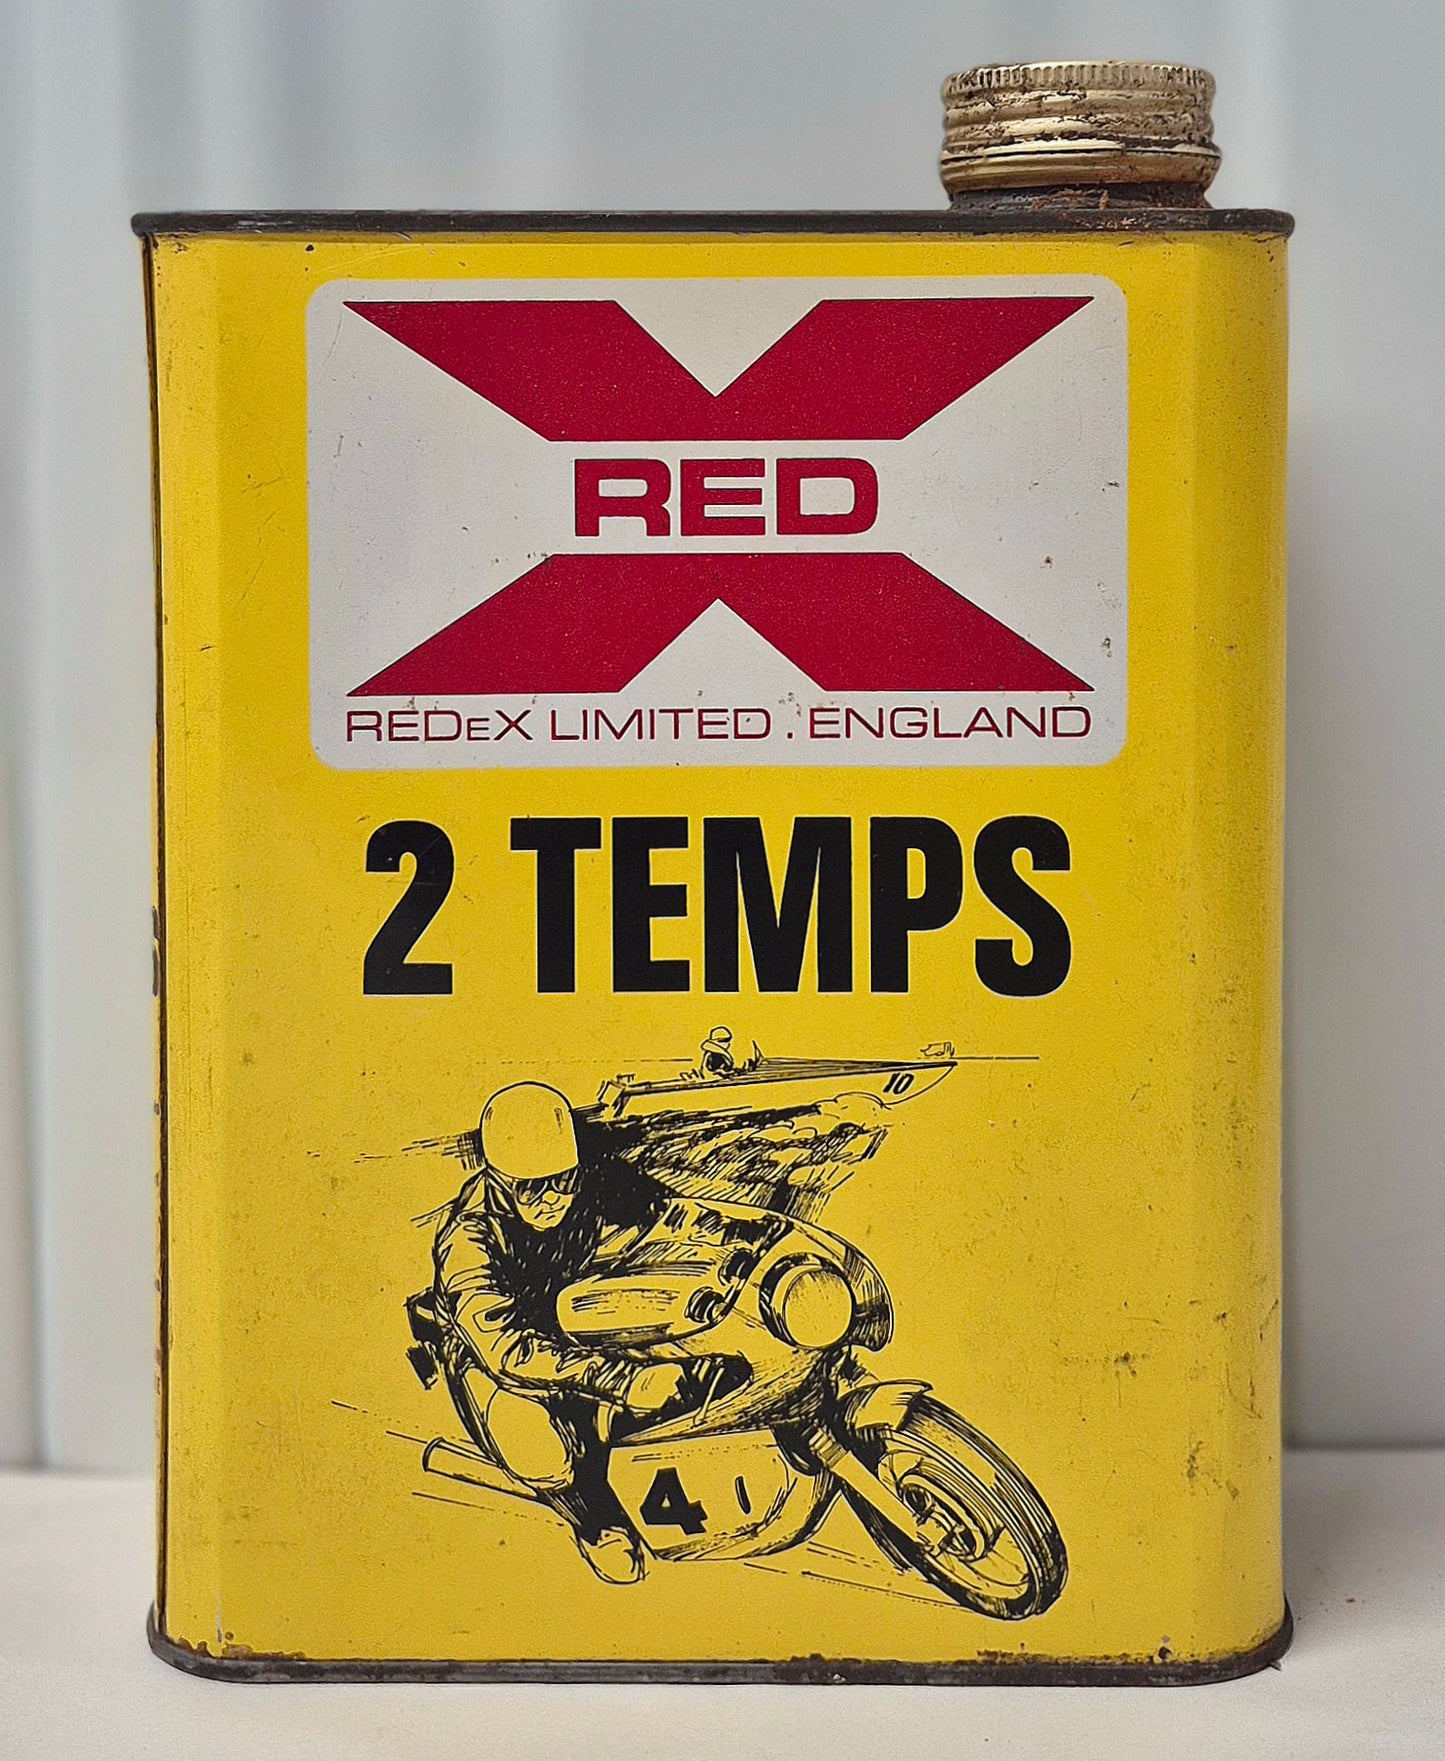 RED
REDeX LIMITED . ENGLAND
2 TEMPS
10
4